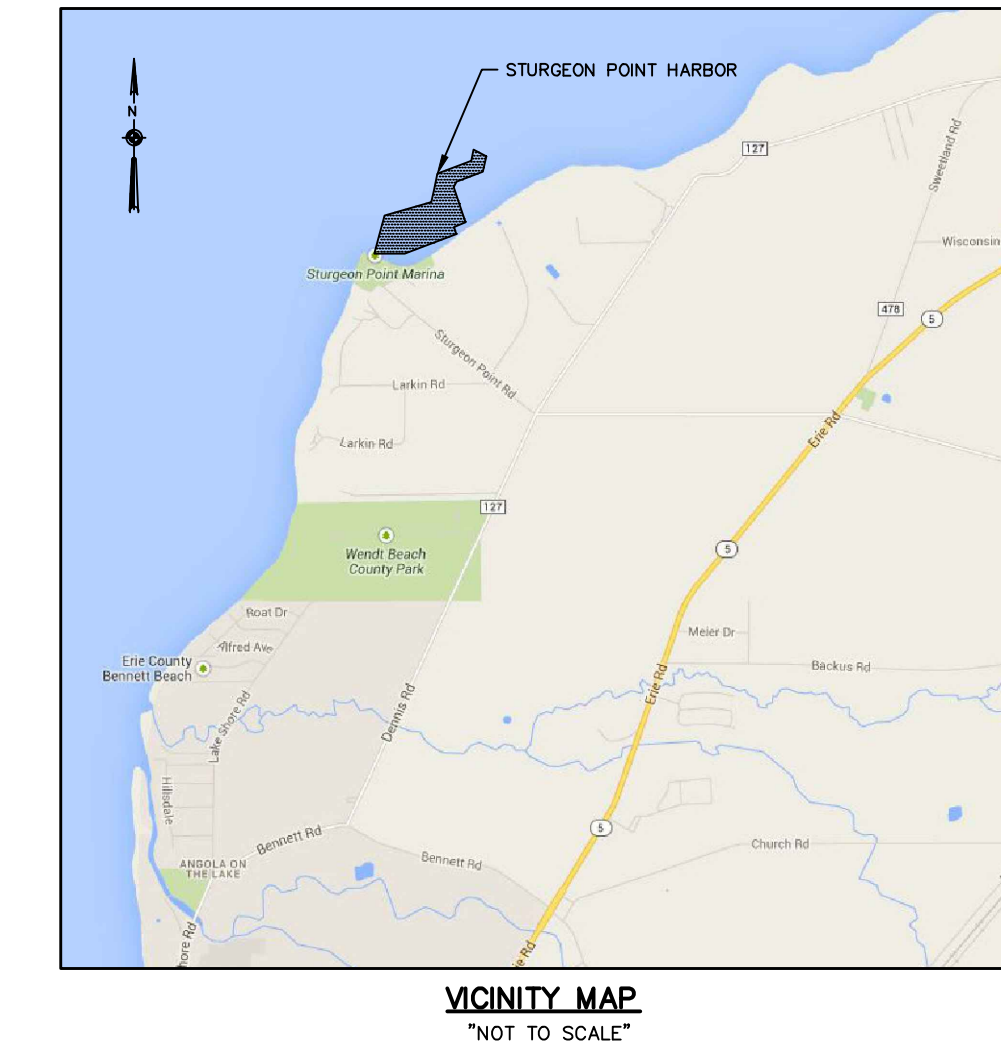 N
STURGEON POINT HARBOR
127
Sweetland Rd
Wisconsin
Sturgeon Point Marina
478
5
Sturgeon Point Rd
Larkin Rd
Erie Rd
Larkin Rd
127
Wendt Beach
County Park
5
Boat Dr
Alfred Ave
Meier Dr
Erie County
Bennett Beach
Backus Rd
Erie Rd
Lake Shore Rd
Dennis Rd
Hillsdale
5
Bennett Rd
Church Rd
Bennett Rd
ANGOLA ON
THE LAKE
hore Rd
ie Rd
VICINITY MAP
"NOT TO SCALE"